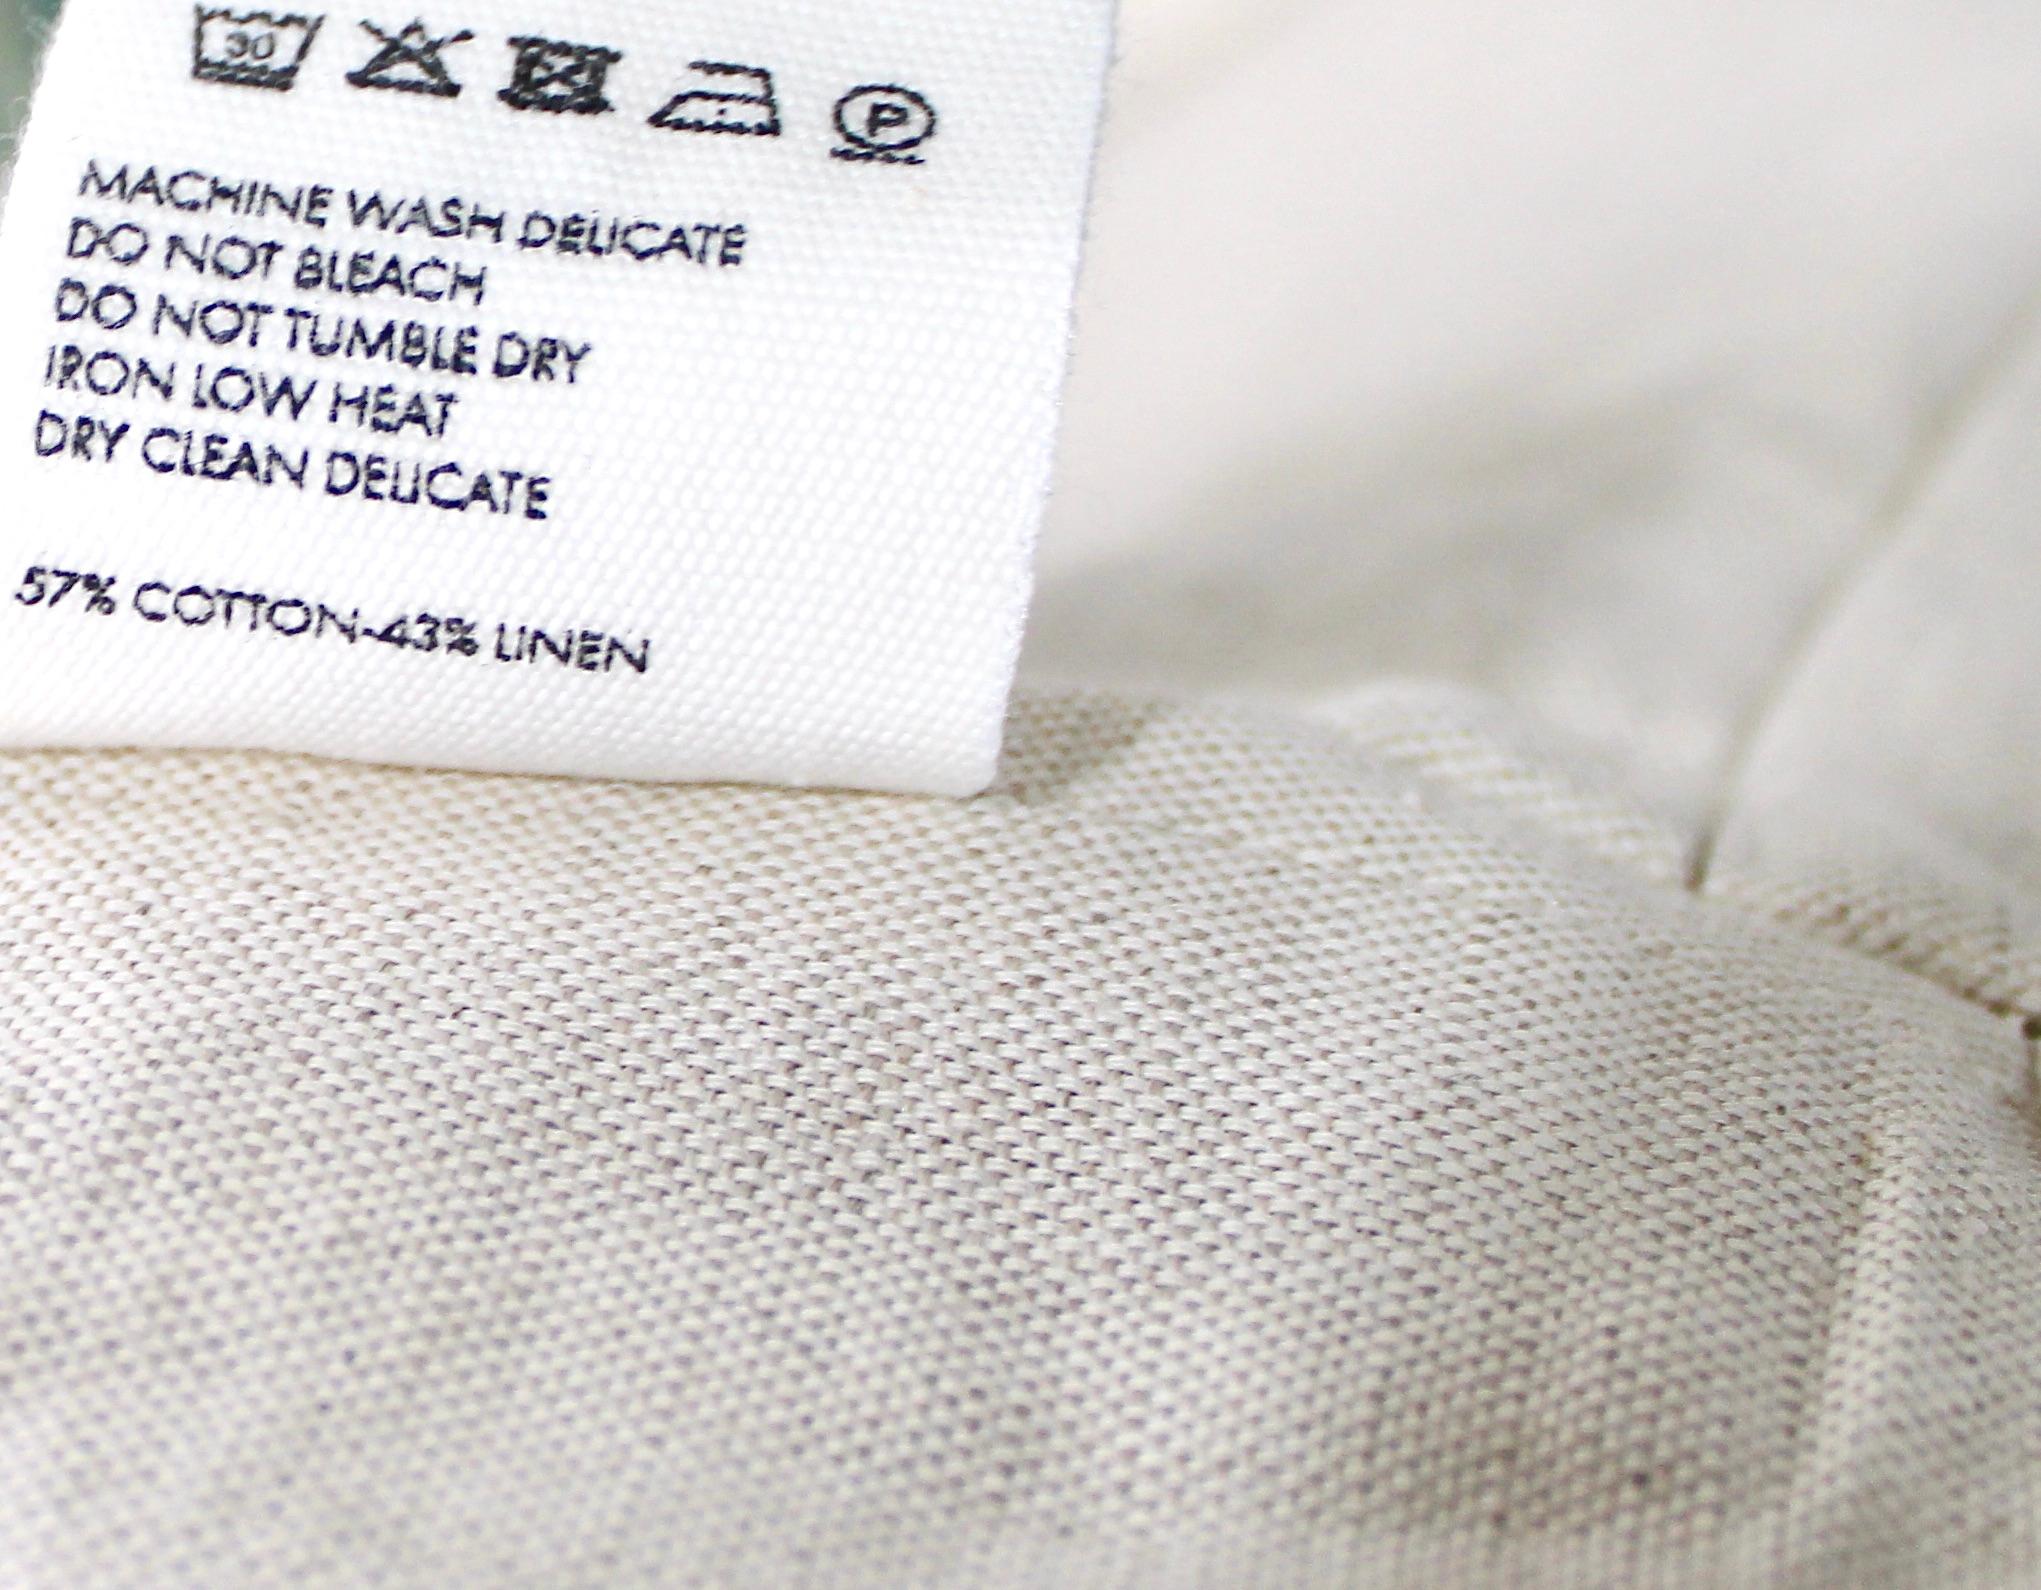 30 P
MACHINE WASH DELICATE
DO NOT BLEACH
DO NOT TUMBLE DRY
IRON LOW HEAT
DRY CLEAN DELICATE
57% COTTON-43% LINEN